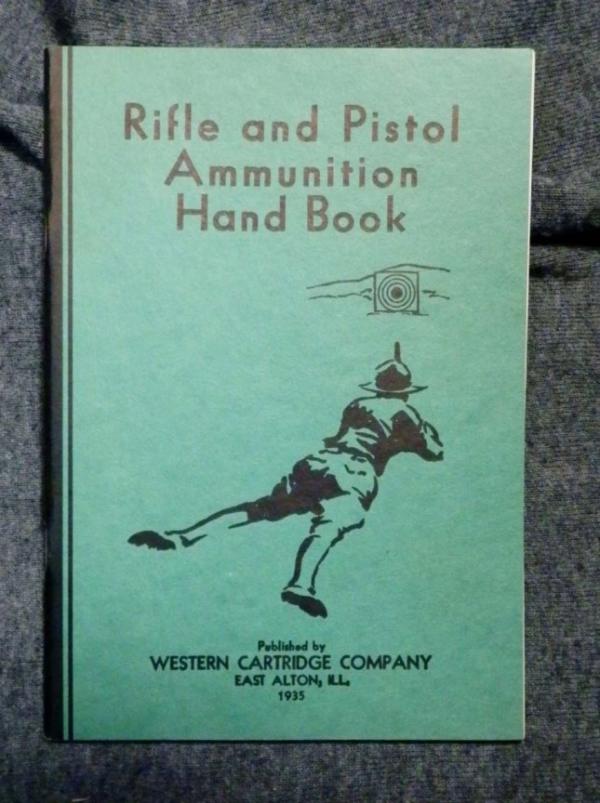 Rifle and Pistol
Ammunition
Hand Book
Published by
WESTERN CARTRIDGE COMPANY
EAST ALTON, ILL.
1935